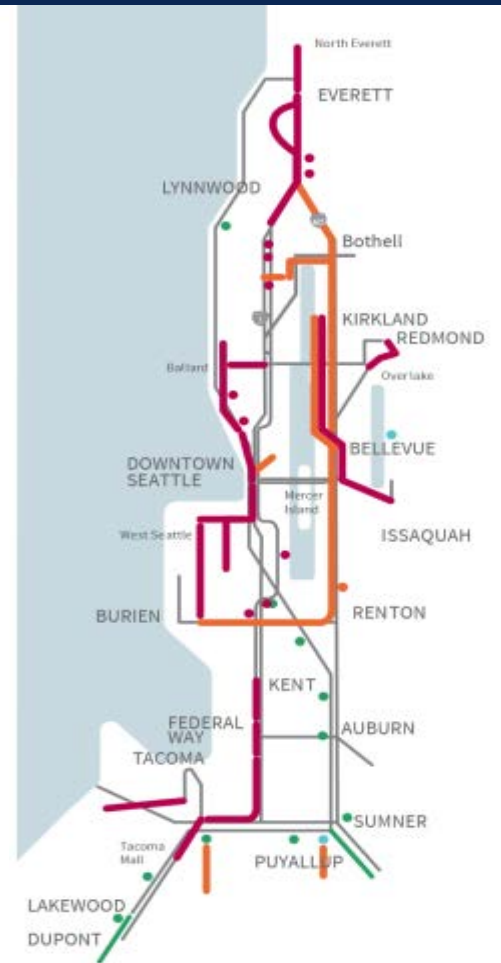 North Everett
EVERETT
LYNNWOOD
Bothell
KIRKLAND
REDMOND
Ballard
Overlake
BELLEVUE
DOWNTOWN
SEATTLE
Mercer
Island
West Seattle
ISSAQUAH
BURIEN
RENTON
KENT
FEDERAL
WAY
AUBURN
TACOMA
SUMNER
Tacoma
Mall
PUYALLUP
LAKEWOOD
DUPONT